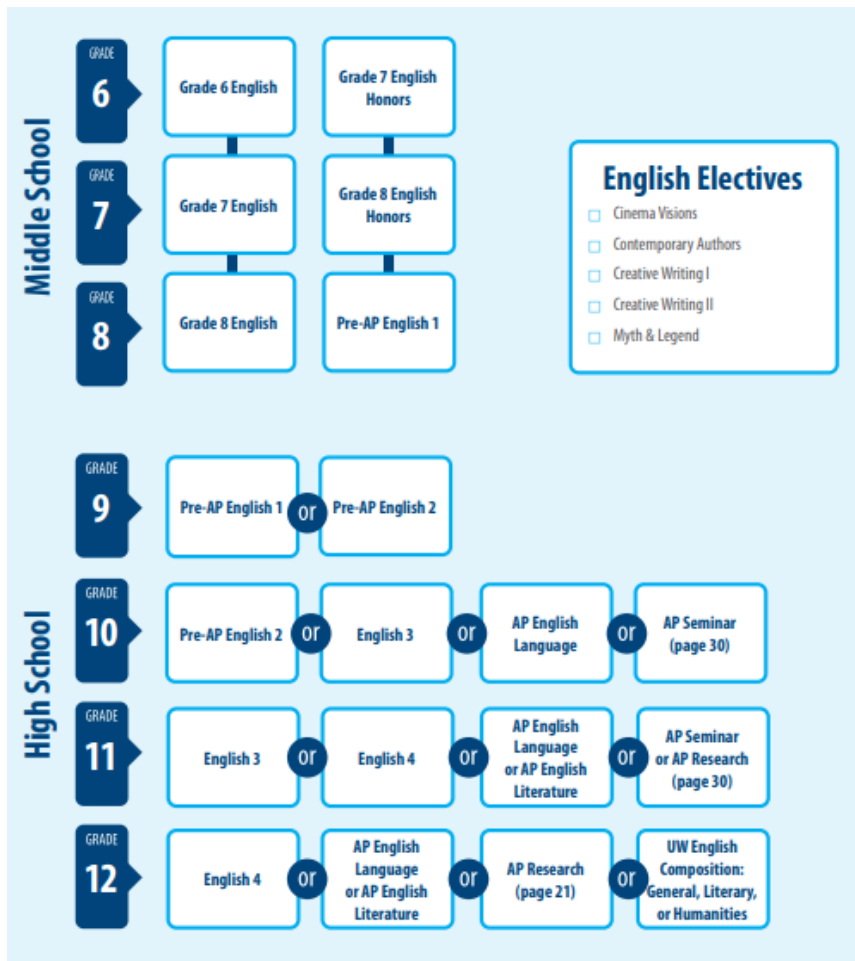 Middle School
GRADE
6
Grade 6 English
Grade 7 English
Honors
GRADE
7
Grade 7 English
Grade 8 English
Honors
GRADE
8
Grade 8 English
Pre-AP English 1
English Electives
Cinema Visions
Contemporary Authors
Creative Writing I
Creative Writing II
Myth & Legend
High School
GRADE
9
Pre-AP English 1
or
Pre-AP English 2
GRADE
10
Pre-AP English 2
or
English 3
or
AP English
Language
or
AP Seminar
(page 30)
GRADE
11
English 3
or
English 4
or
AP English
Language
or AP English
Literature
or
AP Seminar
or AP Research
(page 30)
GRADE
12
English 4
or
AP English
Language
or AP English
Literature
or
AP Research
(page 21)
or
UW English
Composition:
General, Literary,
or Humanities